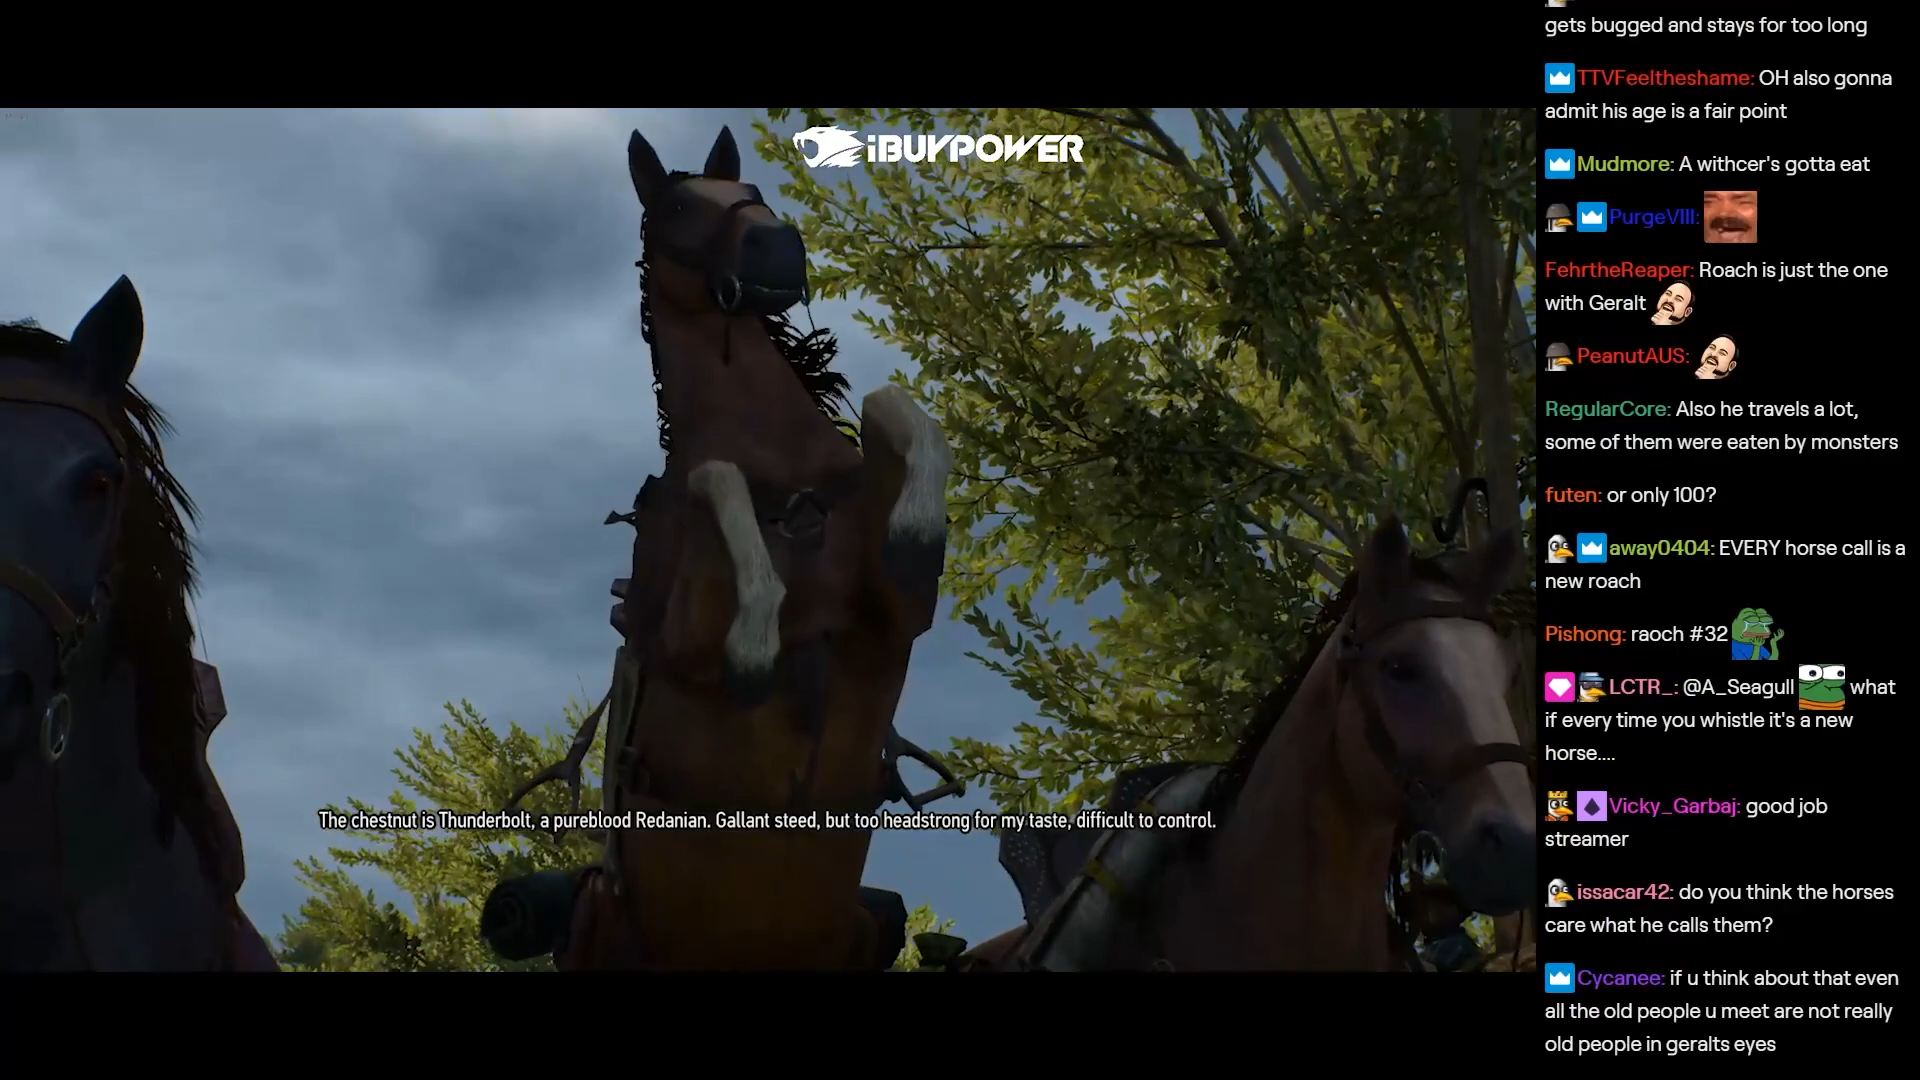 iBUYPOWER
The chestnut is Thunderbolt, a pureblood Redanian. Gallant steed, but too headstrong for my taste, difficult to control.
gets bugged and stays for too long
TTVFeeltheshame: OH also gonna
admit his age is a fair point
Mudmore: A withcer's gotta eat
PurgeVIII:
FehrtheReaper: Roach is just the one
with Geralt
PeanutAUS:
RegularCore: Also he travels a lot,
some of them were eaten by monsters
futen: or only 100?
away0404: EVERY horse call is a
new roach
Pishong: raoch #32
LCTR_: @A_Seagull what
if every time you whistle it's a new
horse....
Vicky_Garbaj: good job
streamer
issacar42: do you think the horses
care what he calls them?
Cycanee: if u think about that even
all the old people u meet are not really
old people in geralts eyes